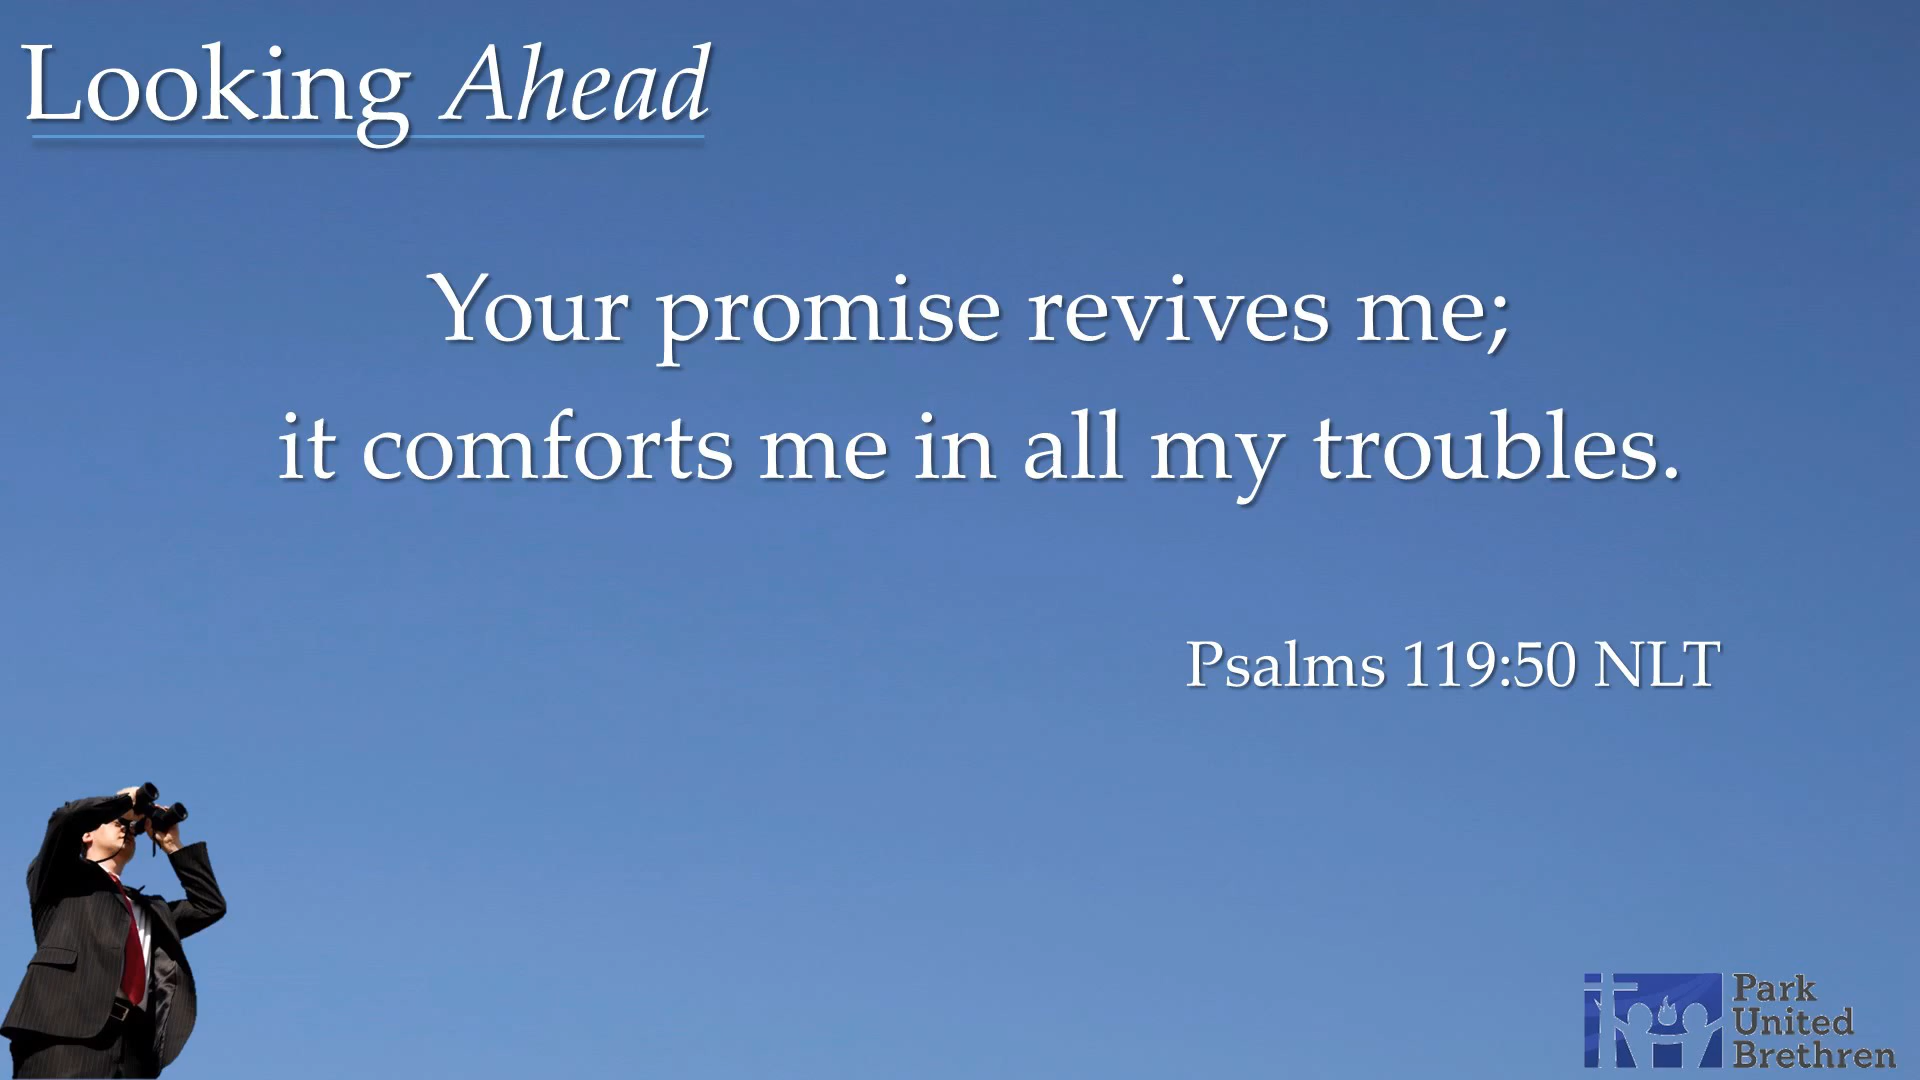 Looking Ahead
Your promise revives me;
it comforts me in all my troubles.
Psalms 119:50 NLT
Park
United
Brethren